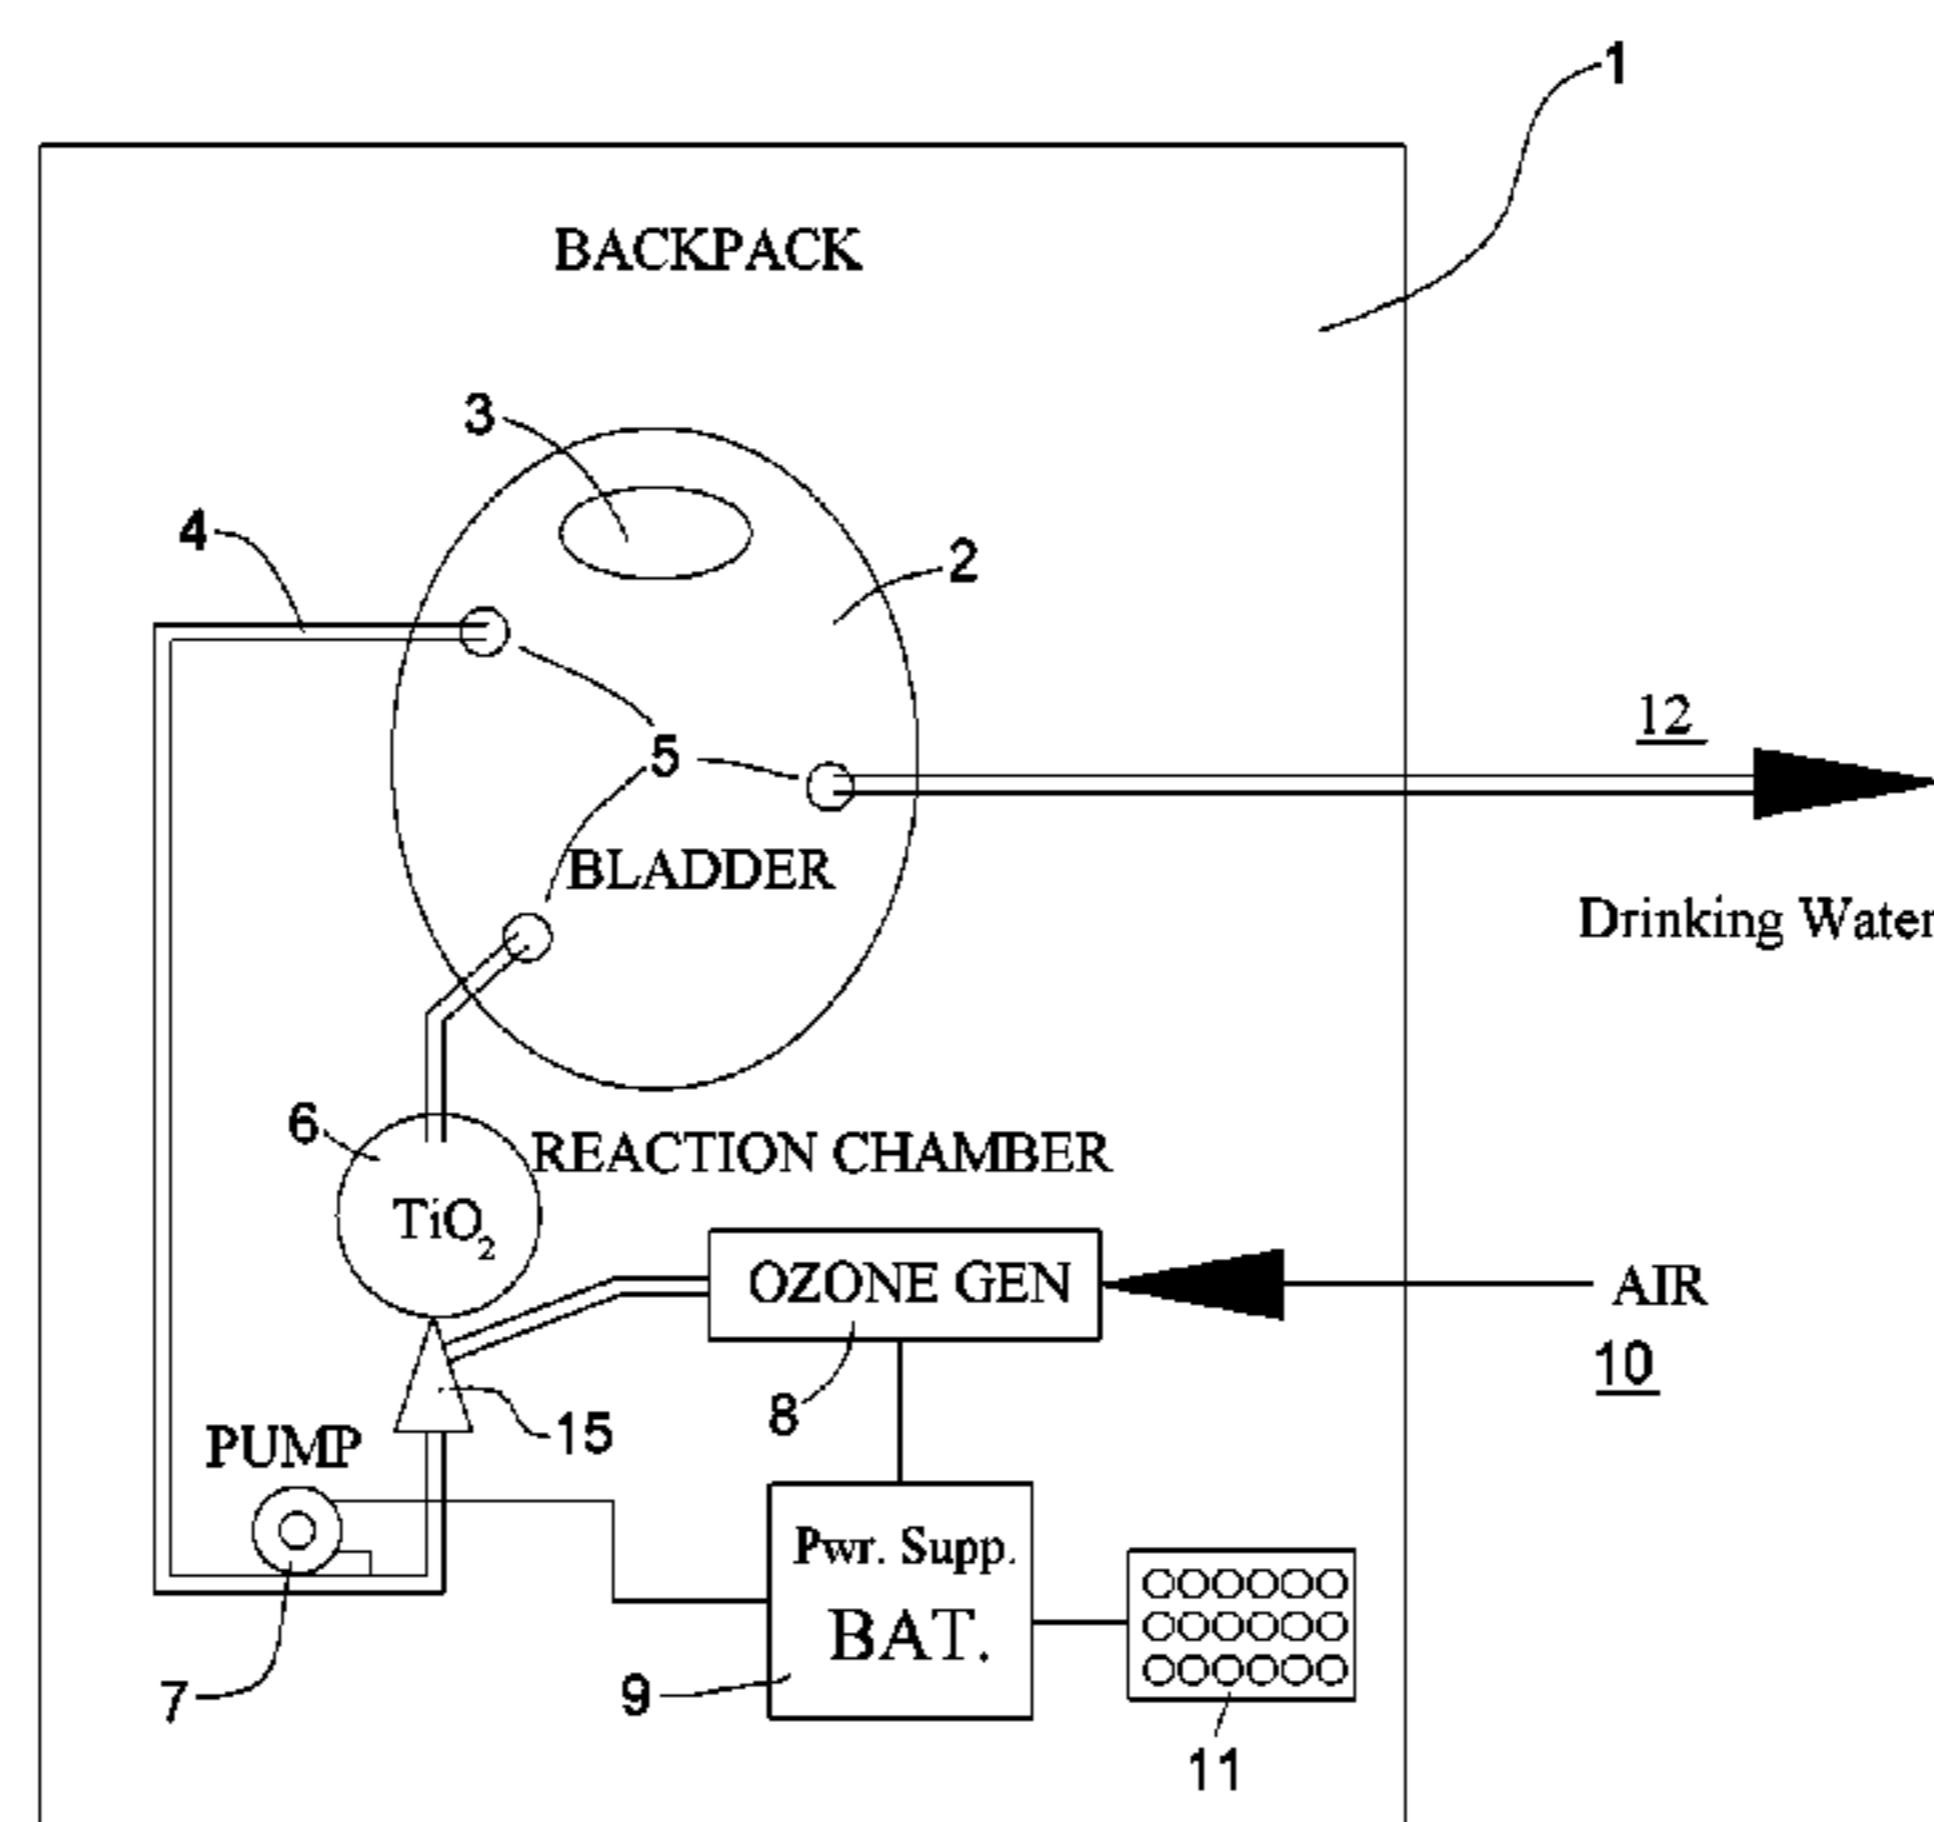 1
BACKPACK
3
4
2
5
12
BLADDER
Drinking Water
6
REACTION CHAMBER
TiO2
OZONE GEN
AIR
10
8
15
PUMP
Pwr. Supp.
BAT.
7
9
11